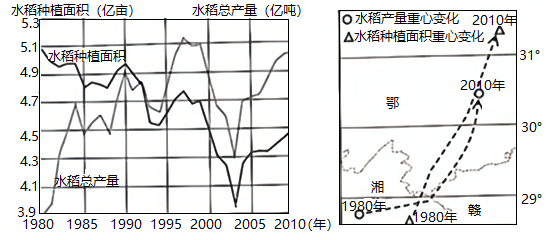 水稻种植面积（亿亩） 水稻总产量（亿吨）
5.3
5.1
4.9
4.7
4.5
4.3
4.1
3.9
水稻种植面积
水稻总产量
1980 1985 1990 1995 2000 2005 2010 (年)
水稻产量重心变化
水稻种植面积重心变化
2010年
31°
2010年
鄂
30°
湘
1980年
1980年
赣
29°